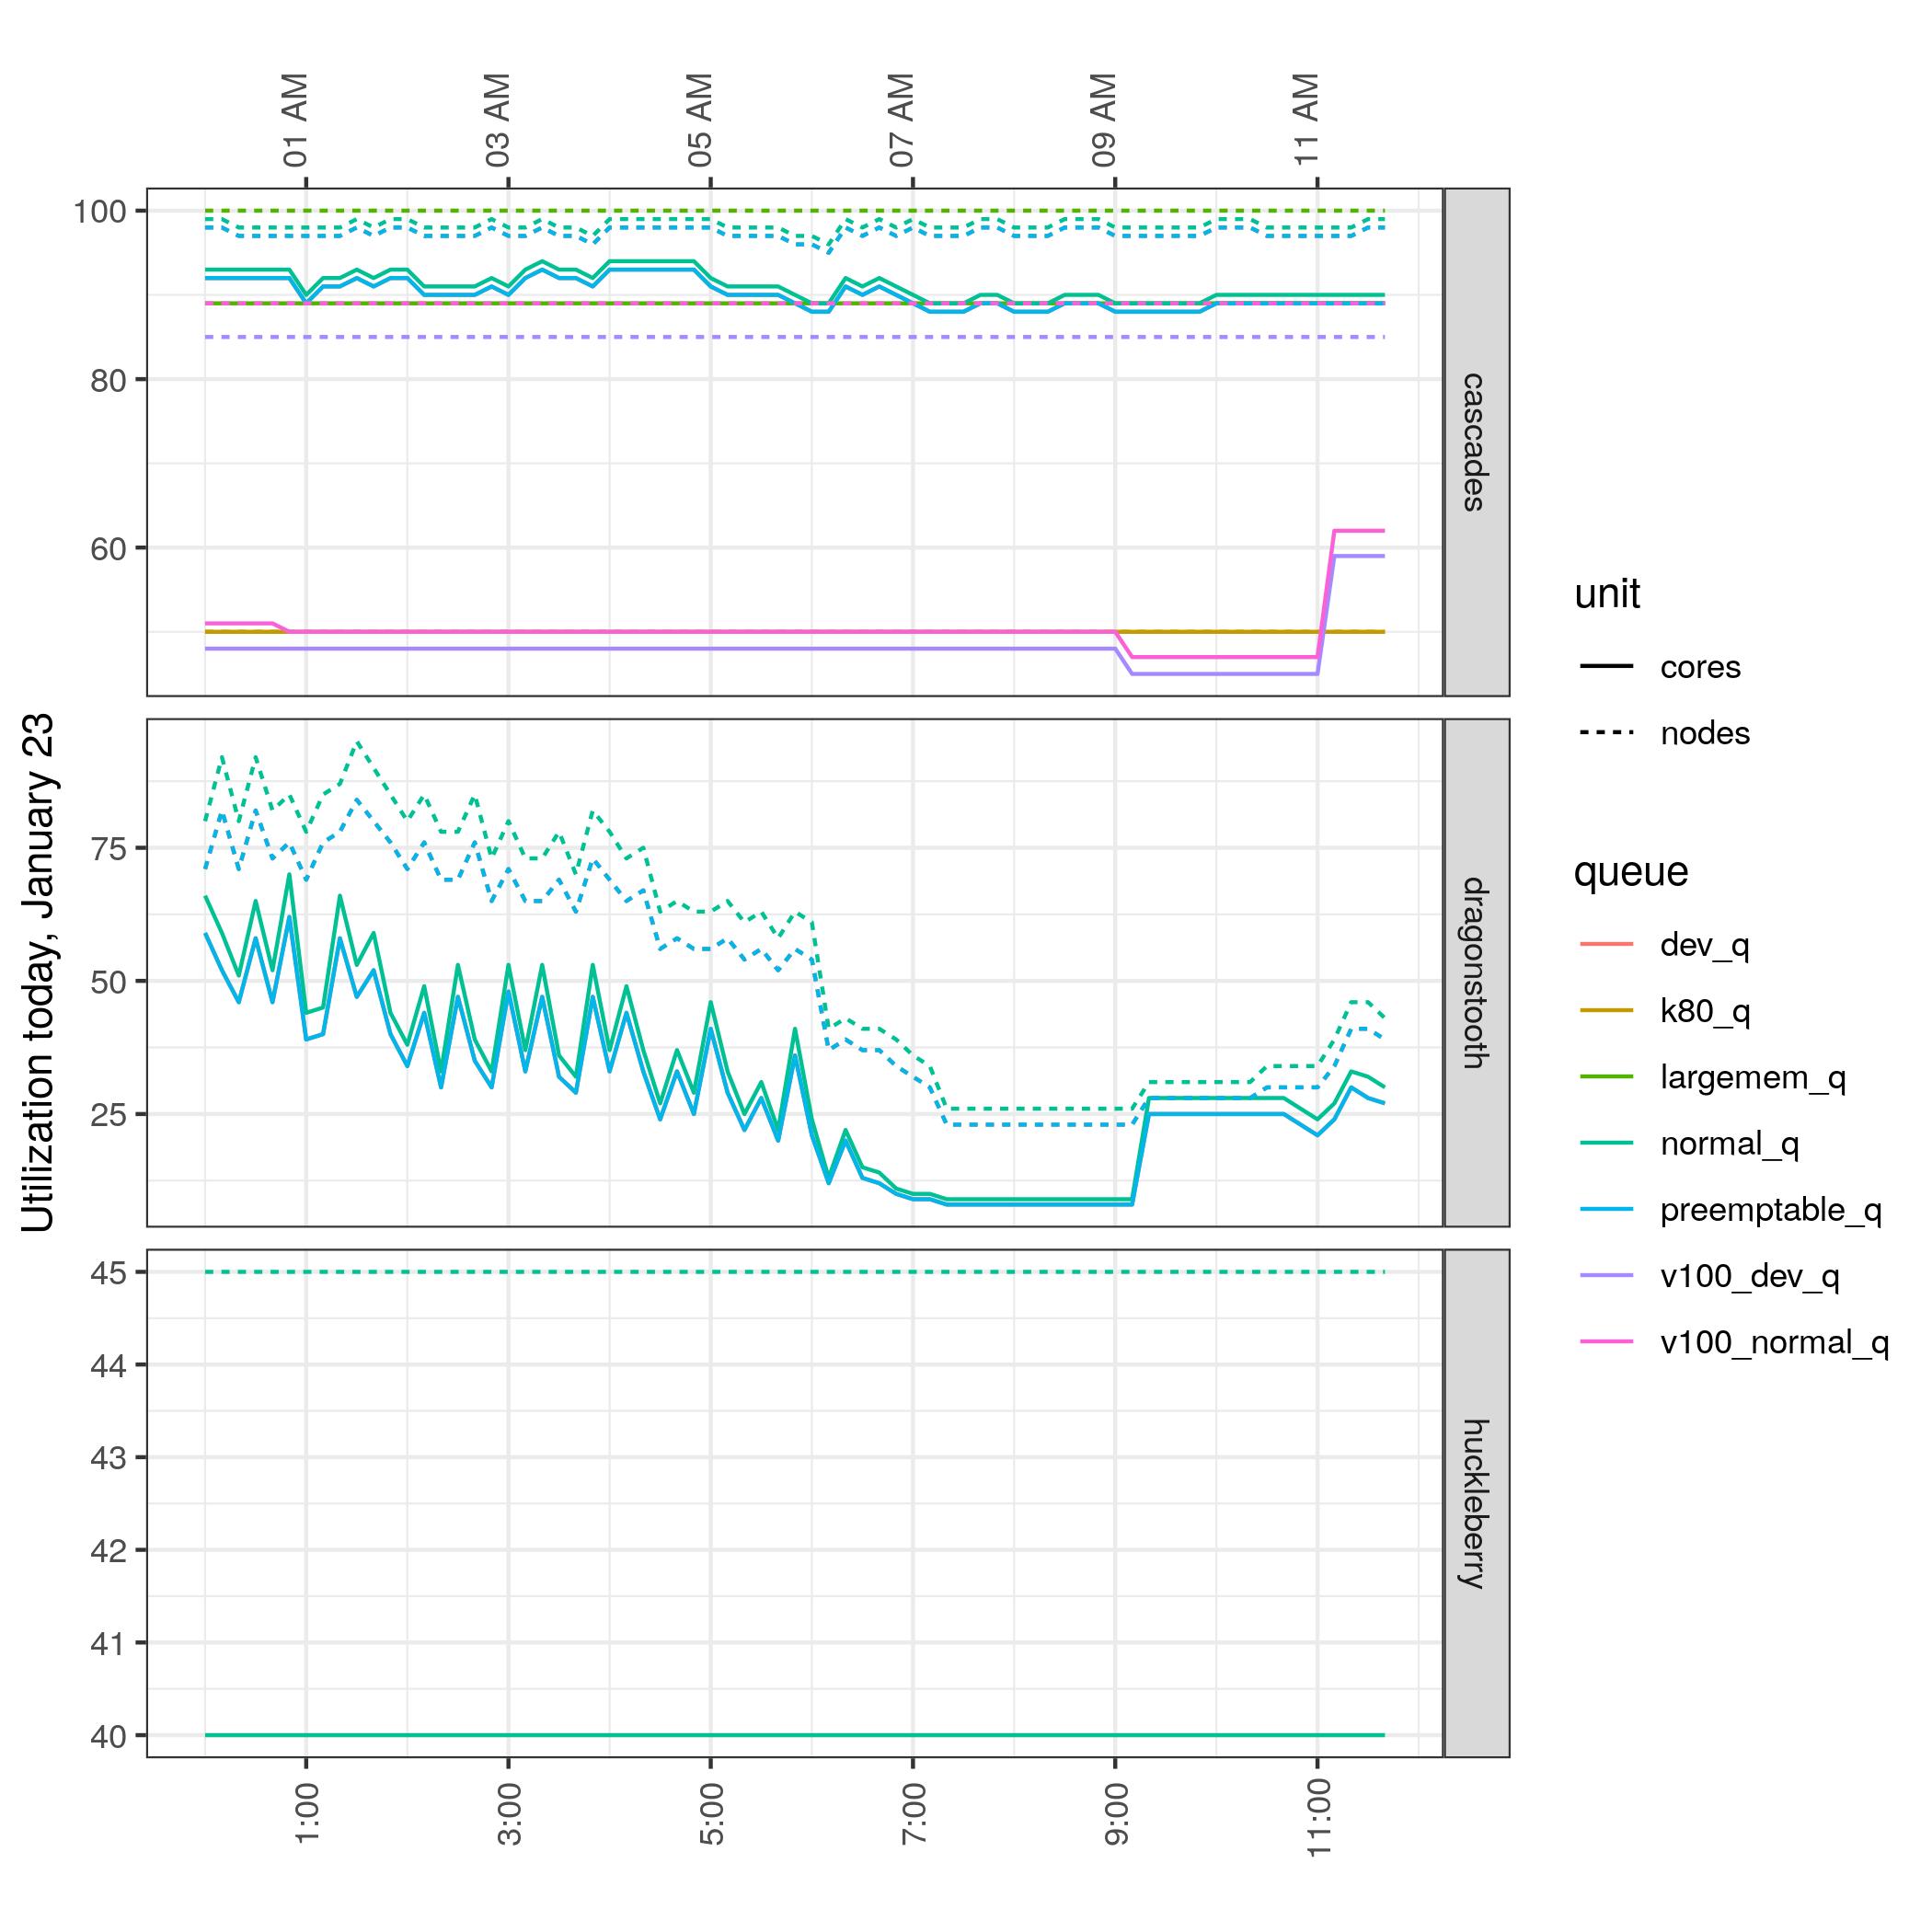 01 AM
03 AM
05 AM
07 AM
09 AM
11 AM
Utilization today, January 23
100
80
60
cascades
75
50
25
dragonstooth
45
44
43
42
41
40
huckleberry
1:00
3:00
5:00
7:00
9:00
11:00
unit
cores
nodes
queue
dev_q
k80_q
largemem_q
normal_q
preemptable_q
v100_dev_q
v100_normal_q